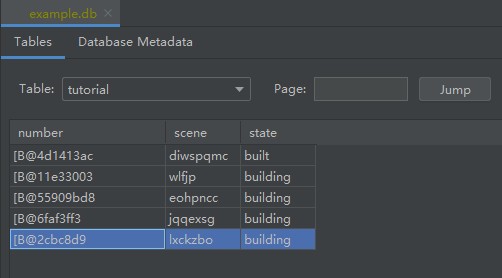 example.db
Tables Database Metadata
Table: tutorial Page: Jump
number scene state
[B@4d1413ac diwspqmc built
[B@11e33003 wlfjp building
[B@55909bd8 eohpncc building
[B@6faf3ff3 jqqexsg building
[B@2cbc8d9 lxckzbo building